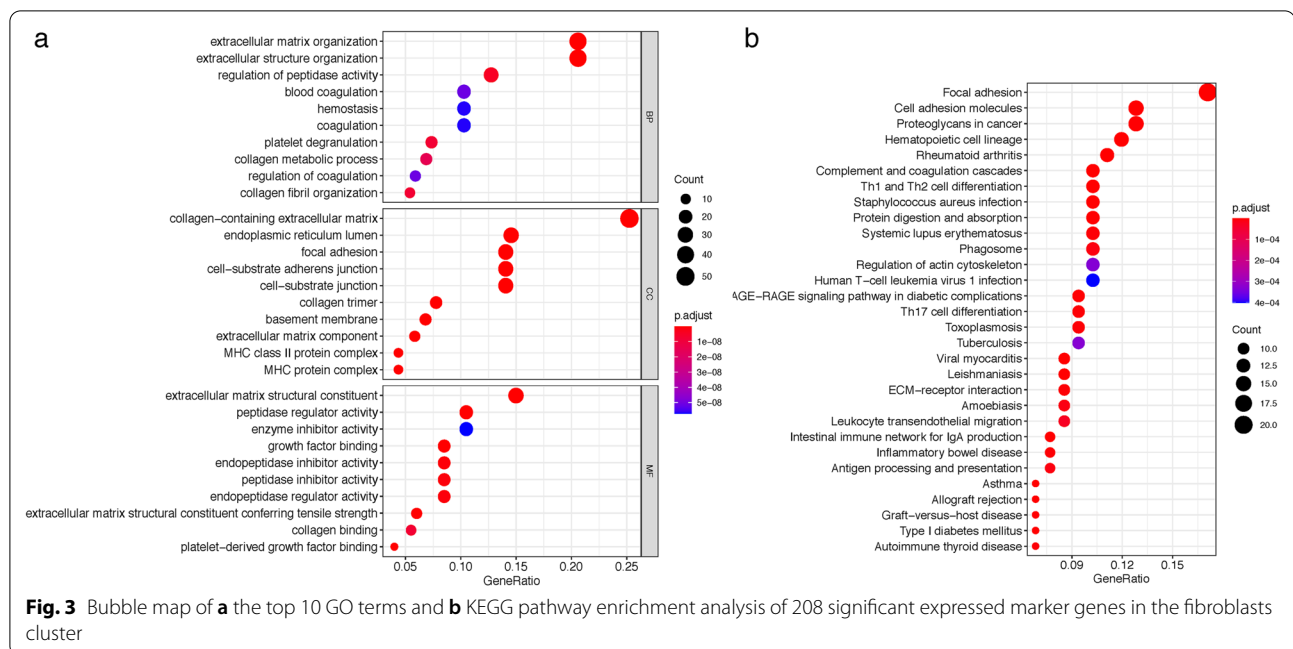 a
extracellular matrix organization
extracellular structure organization
regulation of peptidase activity
blood coagulation
hemostasis
coagulation
platelet degranulation
collagen metabolic process
regulation of coagulation
collagen fibril organization
BP
collagen-containing extracellular matrix
endoplasmic reticulum lumen
focal adhesion
cell-substrate adherens junction
cell-substrate junction
collagen trimer
basement membrane
extracellular matrix component
MHC class II protein complex
MHC protein complex
CC
extracellular matrix structural constituent
peptidase regulator activity
enzyme inhibitor activity
growth factor binding
endopeptidase inhibitor activity
peptidase inhibitor activity
endopeptidase regulator activity
extracellular matrix structural constituent conferring tensile strength
collagen binding
platelet-derived growth factor binding
MF
0.05 0.10 0.15 0.20 0.25
GeneRatio
Count
10
20
30
40
50
p.adjust
1e-08
2e-08
3e-08
4e-08
5e-08
b
Focal adhesion
Cell adhesion molecules
Proteoglycans in cancer
Hematopoietic cell lineage
Rheumatoid arthritis
Complement and coagulation cascades
Th1 and Th2 cell differentiation
Staphylococcus aureus infection
Protein digestion and absorption
Systemic lupus erythematosus
Phagosome
Regulation of actin cytoskeleton
Human T-cell leukemia virus 1 infection
AGE-RAGE signaling pathway in diabetic complications
Th17 cell differentiation
Toxoplasmosis
Tuberculosis
Viral myocarditis
Leishmaniasis
ECM-receptor interaction
Amoebiasis
Leukocyte transendothelial migration
Intestinal immune network for IgA production
Inflammatory bowel disease
Antigen processing and presentation
Asthma
Allograft rejection
Graft-versus-host disease
Type I diabetes mellitus
Autoimmune thyroid disease
0.09 0.12 0.15
GeneRatio
p.adjust
1e-04
2e-04
3e-04
4e-04
Count
10.0
12.5
15.0
17.5
20.0
Fig. 3 Bubble map of a the top 10 GO terms and b KEGG pathway enrichment analysis of 208 significant expressed marker genes in the fibroblasts
cluster